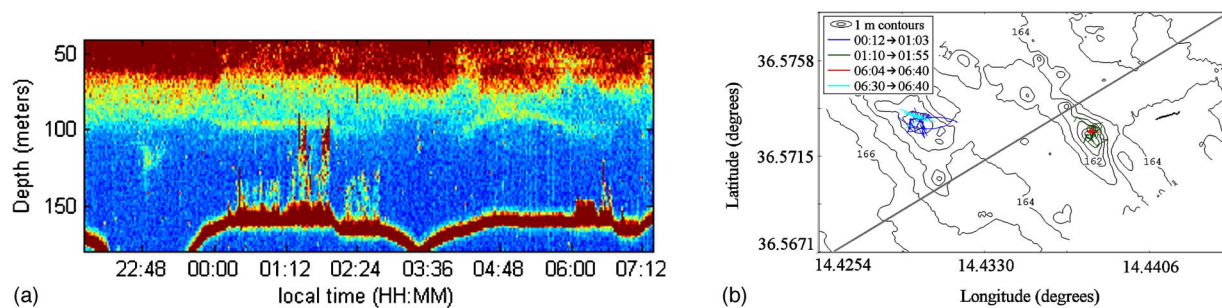 50
100
150
Depth (meters)
22:48 00:00 01:12 02:24 03:36 04:48 06:00 07:12
local time (HH:MM)
(a)
1 m contours
00:12→01:03
01:10→01:55
06:04→06:40
06:30→06:40
164
164
166
162
164
164
36.5758
36.5715
36.5671
Latitude (degrees)
14.4254 14.4330 14.4406
Longitude (degrees)
(b)